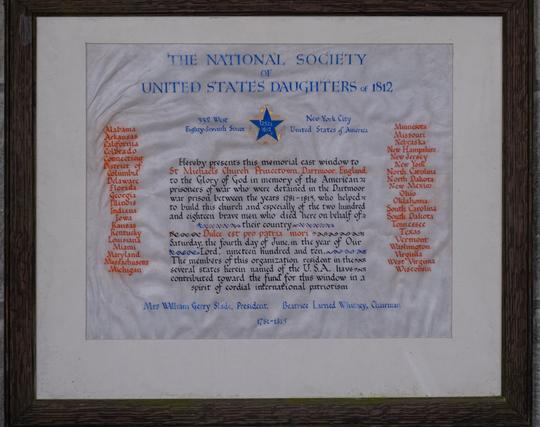 THE NATIONAL SOCIETY
OF
UNITED STATES DAUGHTERS OF 1812
332 West
Eighty-Seventh Street
New York City
United States of America
Alabama
Arkansas
California
Colorado
Connecticut
District of
Columbia
Delaware
Florida
Georgia
Illinois
Indiana
Iowa
Kansas
Kentucky
Louisiana
Miami
Maryland
Massachusetts
Michigan
Hereby presents this memorial east window to
St Michaels Church Princetown, Dartmoor, England
to the Glory of God in memory of the American
prisoners of war who were detained in the Dartmoor
war prison between the years 1781-1815, who helped
to build this church and especially of the two hundred
and eighteen brave men who died here on behalf of
their country
Dulce est pro patria mori
Saturday, the fourth day of June, in the year of Our
Lord, nineteen hundred and ten
The members of this organization resident in the
several states herein named of the U.S.A. have
contributed toward the fund for this window in a
spirit of cordial international patriotism
Minnesota
Missouri
Nebraska
New Hampshire
New Jersey
New York
North Carolina
North Dakota
New Mexico
Ohio
Oklahoma
South Carolina
South Dakota
Tennessee
Texas
Vermont
Washington
Virginia
West Virginia
Wisconsin
Mrs William Gerry Slade, President, Beatrice Larned Whitney, Chairman
1781-1815